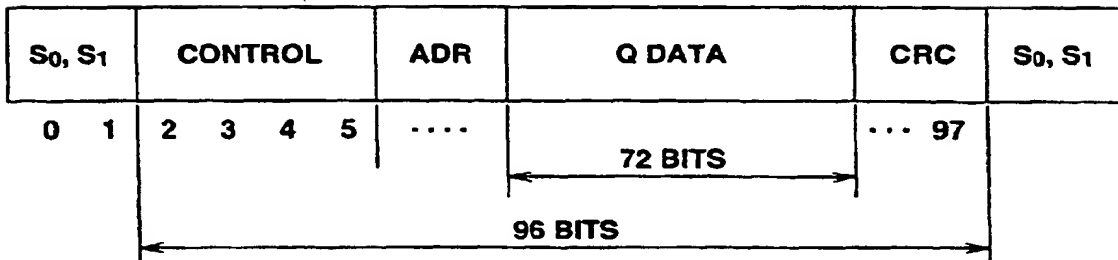 S0, S1 CONTROL ADR Q DATA CRC S0, S1
0 1 2 3 4 5 .... ... 97
72 BITS
96 BITS